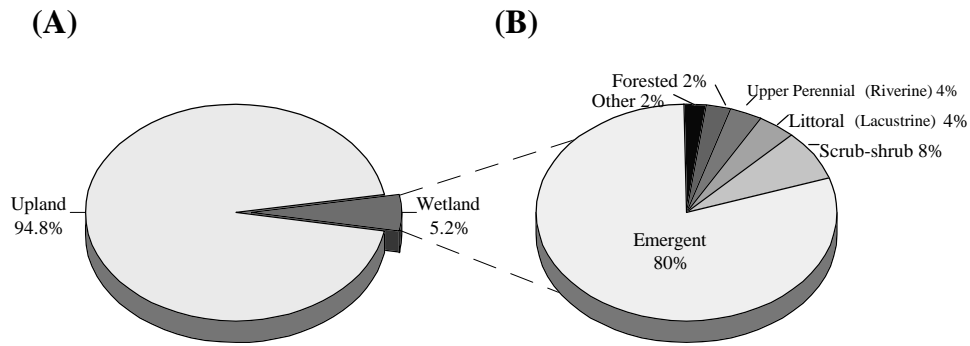 (A)
(B)
Upland
94.8%
Wetland
5.2%
Forested 2%
Other 2%
Upper Perennial (Riverine) 4%
Littoral (Lacustrine) 4%
Scrub-shrub 8%
Emergent
80%